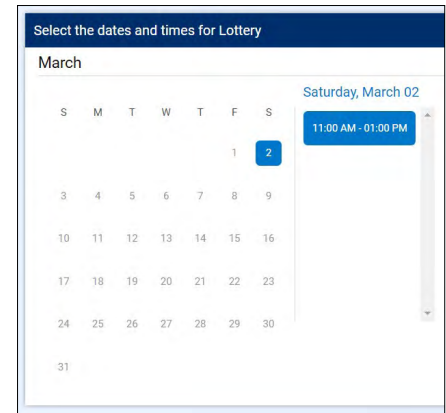 Select the dates and times for Lottery
March
Saturday, March 02
S M T W T F S
11:00 AM - 01:00 PM
1 2
3 4 5 6 7 8 9
10 11 12 13 14 15 16
17 18 19 20 21 22 23
24 25 26 27 28 29 30
31